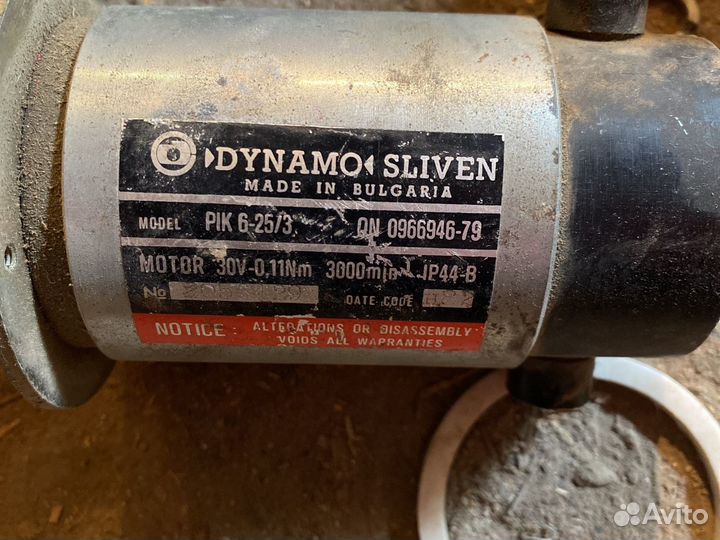 DYNAMO SLIVEN
MADE IN BULGARIA
MODEL PIK 6-25/3 ON 0966946-79
MOTOR 30V-0,11Nm 3000min IP44-B
No
DATE CODE
NOTICE: ALTERATIONS OR DISASSEMBLY
VOIDS ALL WARRANTIES
Avito